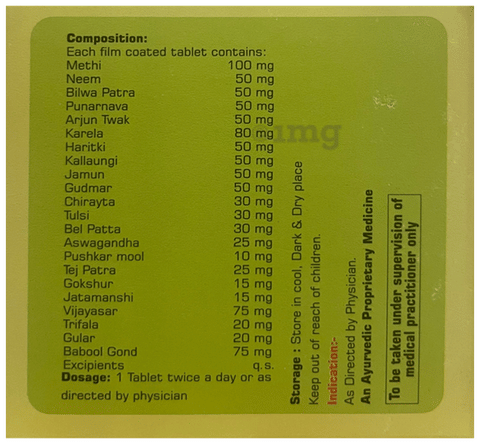 Composition:
Each film coated tablet contains:
Methi 100 mg
Neem 50 mg
Bilwa Patra 50 mg
Punarnava 50 mg
Arjun Twak 50 mg
Karela 80 mg
Haritki 50 mg
Kallaungi 50 mg
Jamun 50 mg
Gudmar 50 mg
Chirayta 30 mg
Tulsi 30 mg
Bel Patta 30 mg
Aswagandha 25 mg
Pushkar mool 10 mg
Tej Patra 25 mg
Gokshur 15 mg
Jatamanshi 15 mg
Vijayasar 75 mg
Trifala 20 mg
Gular 20 mg
Babool Gond 75 mg
Excipients q.s.
Dosage: 1 Tablet twice a day or as
directed by physician
Storage : Store in cool, Dark & Dry place
Keep out of reach of children.
Indication:-
As Directed by Physician.
An Ayurvedic Proprietary Medicine
To be taken under supervision of
medical practitioner only